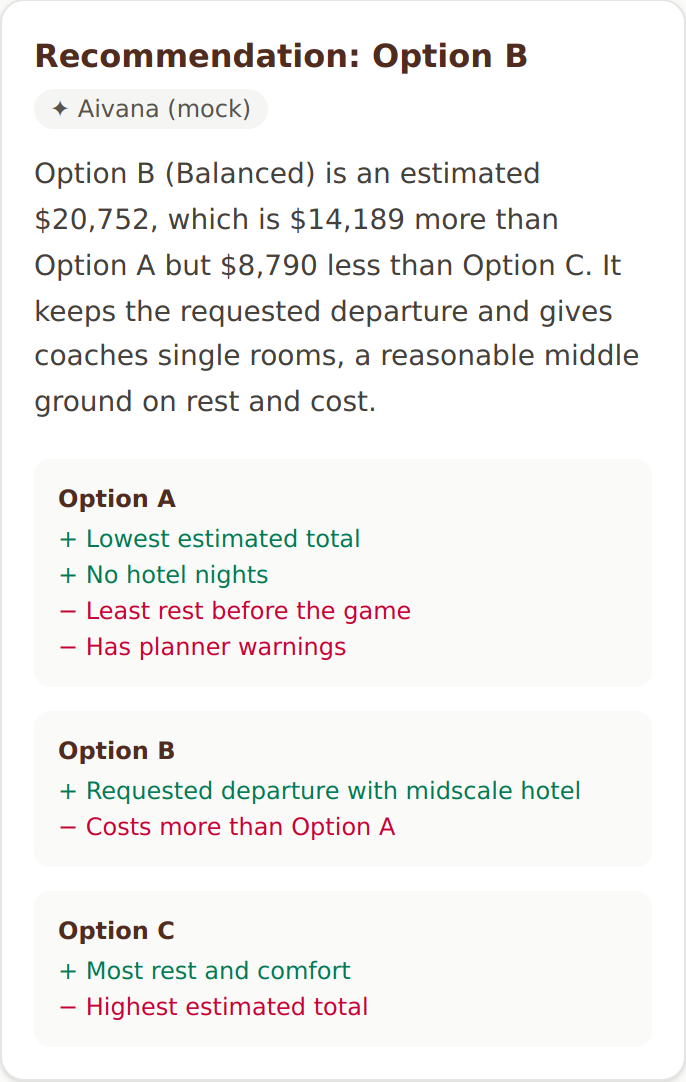 Recommendation: Option B
✦ Aivana (mock)
Option B (Balanced) is an estimated
$20,752, which is $14,189 more than
Option A but $8,790 less than Option C. It
keeps the requested departure and gives
coaches single rooms, a reasonable middle
ground on rest and cost.
Option A
+ Lowest estimated total
+ No hotel nights
− Least rest before the game
− Has planner warnings
Option B
+ Requested departure with midscale hotel
− Costs more than Option A
Option C
+ Most rest and comfort
− Highest estimated total